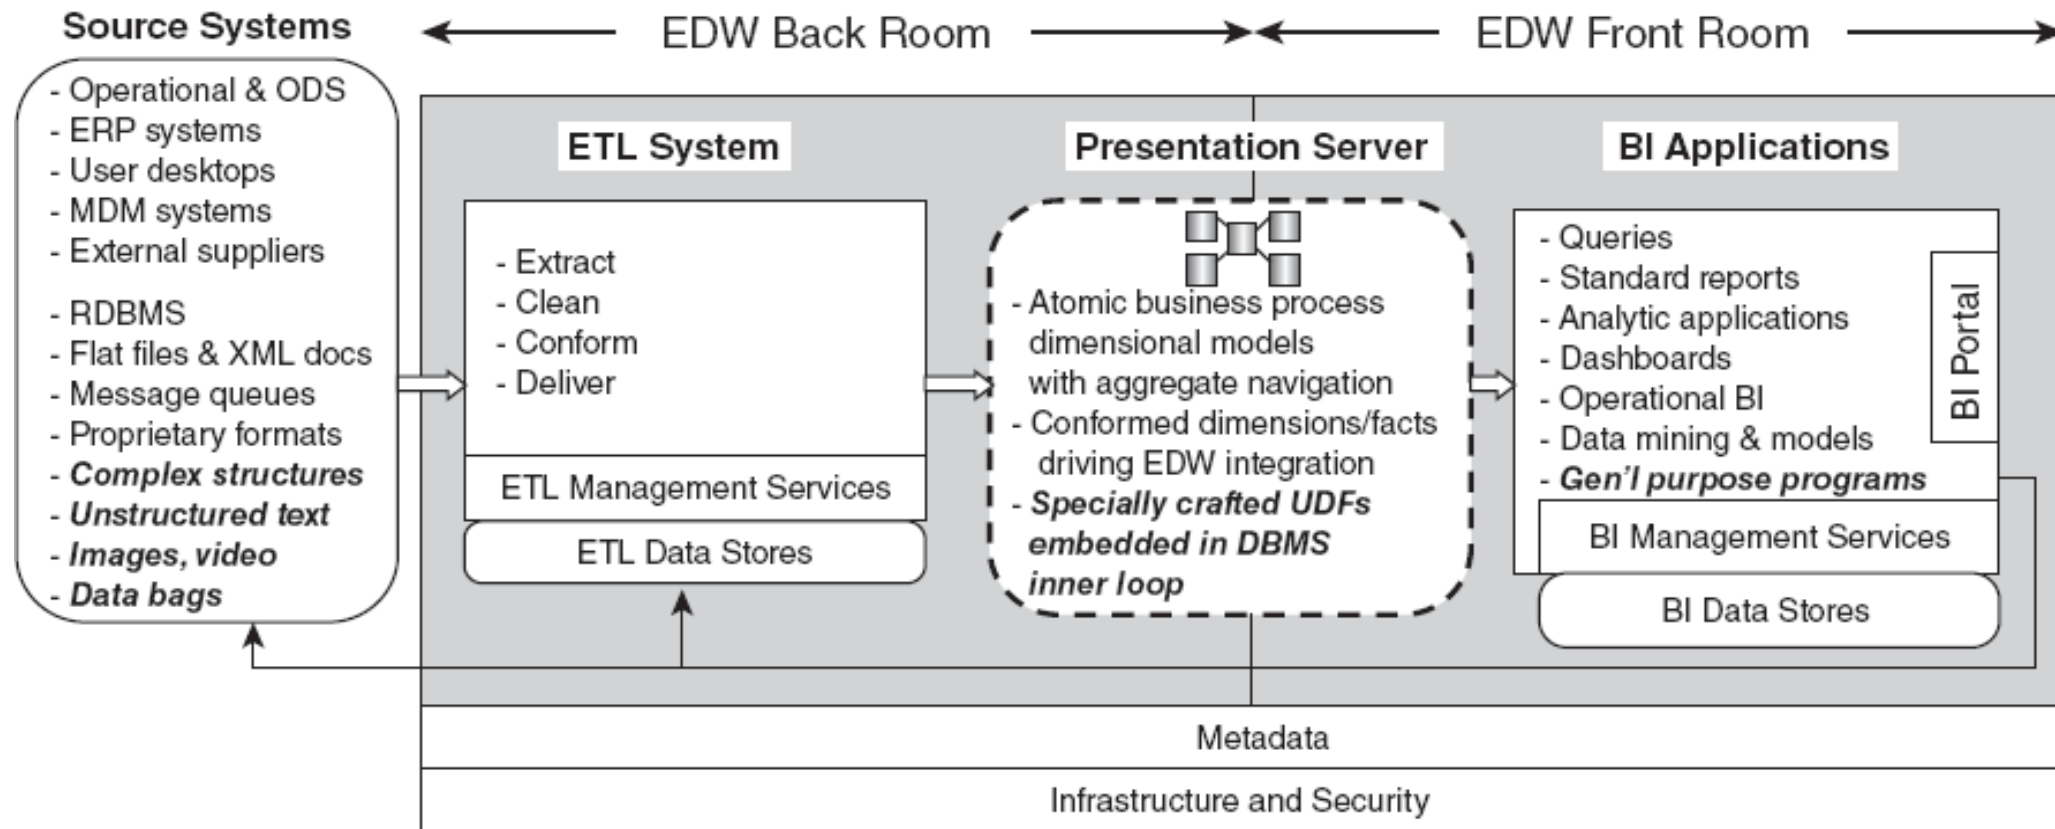 Source Systems
EDW Back Room
EDW Front Room
- Operational & ODS
- ERP systems
- User desktops
- MDM systems
- External suppliers
- RDBMS
- Flat files & XML docs
- Message queues
- Proprietary formats
- Complex structures
- Unstructured text
- Images, video
- Data bags
ETL System
- Extract
- Clean
- Conform
- Deliver
ETL Management Services
ETL Data Stores
Presentation Server
- Atomic business process
dimensional models
with aggregate navigation
- Conformed dimensions/facts
driving EDW integration
- Specially crafted UDFs
embedded in DBMS
inner loop
BI Applications
- Queries
- Standard reports
- Analytic applications
- Dashboards
- Operational BI
- Data mining & models
- Gen'l purpose programs
BI Portal
BI Management Services
BI Data Stores
Metadata
Infrastructure and Security